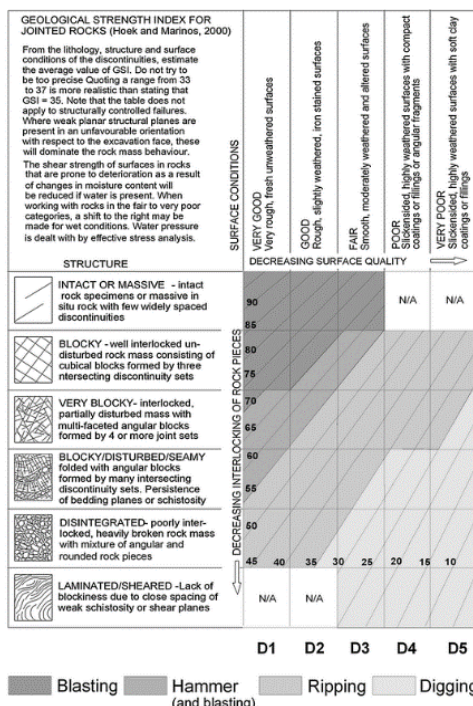 GEOLOGICAL STRENGTH INDEX FOR
JOINTED ROCKS (Hoek and Marinos, 2000)
From the lithology, structure and surface
conditions of the discontinuities, estimate
the average value of GSI. Do not try to
be too precise Quoting a range from 33
to 37 is more realistic than stating that
GSI = 35. Note that the table does not
apply to structurally controlled failures.
Where weak planar structural planes are
present in an unfavourable orientation
with respect to the excavation face, these
will dominate the rock mass behaviour.
The shear strength of surfaces in rocks
that are prone to deterioration as a result
of changes in moisture content will
be reduced if water is present. When
working with rocks in the fair to very poor
categories, a shift to the right may be
made for wet conditions. Water pressure
is dealt with by effective stress analysis.
SURFACE CONDITIONS
VERY GOOD
Very rough, fresh unweathered surfaces
GOOD
Rough, slightly weathered, iron stained surfaces
FAIR
Smooth, moderately weathered and altered surfaces
POOR
Slickensided, highly weathered surfaces with compact
coatings or fillings or angular fragments
VERY POOR
Slickensided, highly weathered surfaces with soft clay
coatings or fillings
STRUCTURE
DECREASING SURFACE QUALITY
DECREASING INTERLOCKING OF ROCK PIECES
INTACT OR MASSIVE - intact
rock specimens or massive in
situ rock with few widely spaced
discontinuities
90
85
N/A
N/A
BLOCKY - well interlocked un-
disturbed rock mass consisting of
cubical blocks formed by three
ntersecting discontinuity sets
80
75
VERY BLOCKY- interlocked,
partially disturbed mass with
multi-faceted angular blocks
formed by 4 or more joint sets
70
65
60
BLOCKY/DISTURBED/SEAMY
folded with angular blocks
formed by many intersecting
discontinuity sets. Persistence
of bedding planes or schistosity
55
DISINTEGRATED- poorly inter-
locked, heavily broken rock mass
with mixture of angular and
rounded rock pieces
50
45 40 35 30 25 20 15 10
LAMINATED/SHEARED -Lack of
blockiness due to close spacing of
weak schistosity or shear planes
N/A
N/A
D1 D2 D3 D4 D5
Blasting
Hammer
(and blasting)
Ripping
Digging